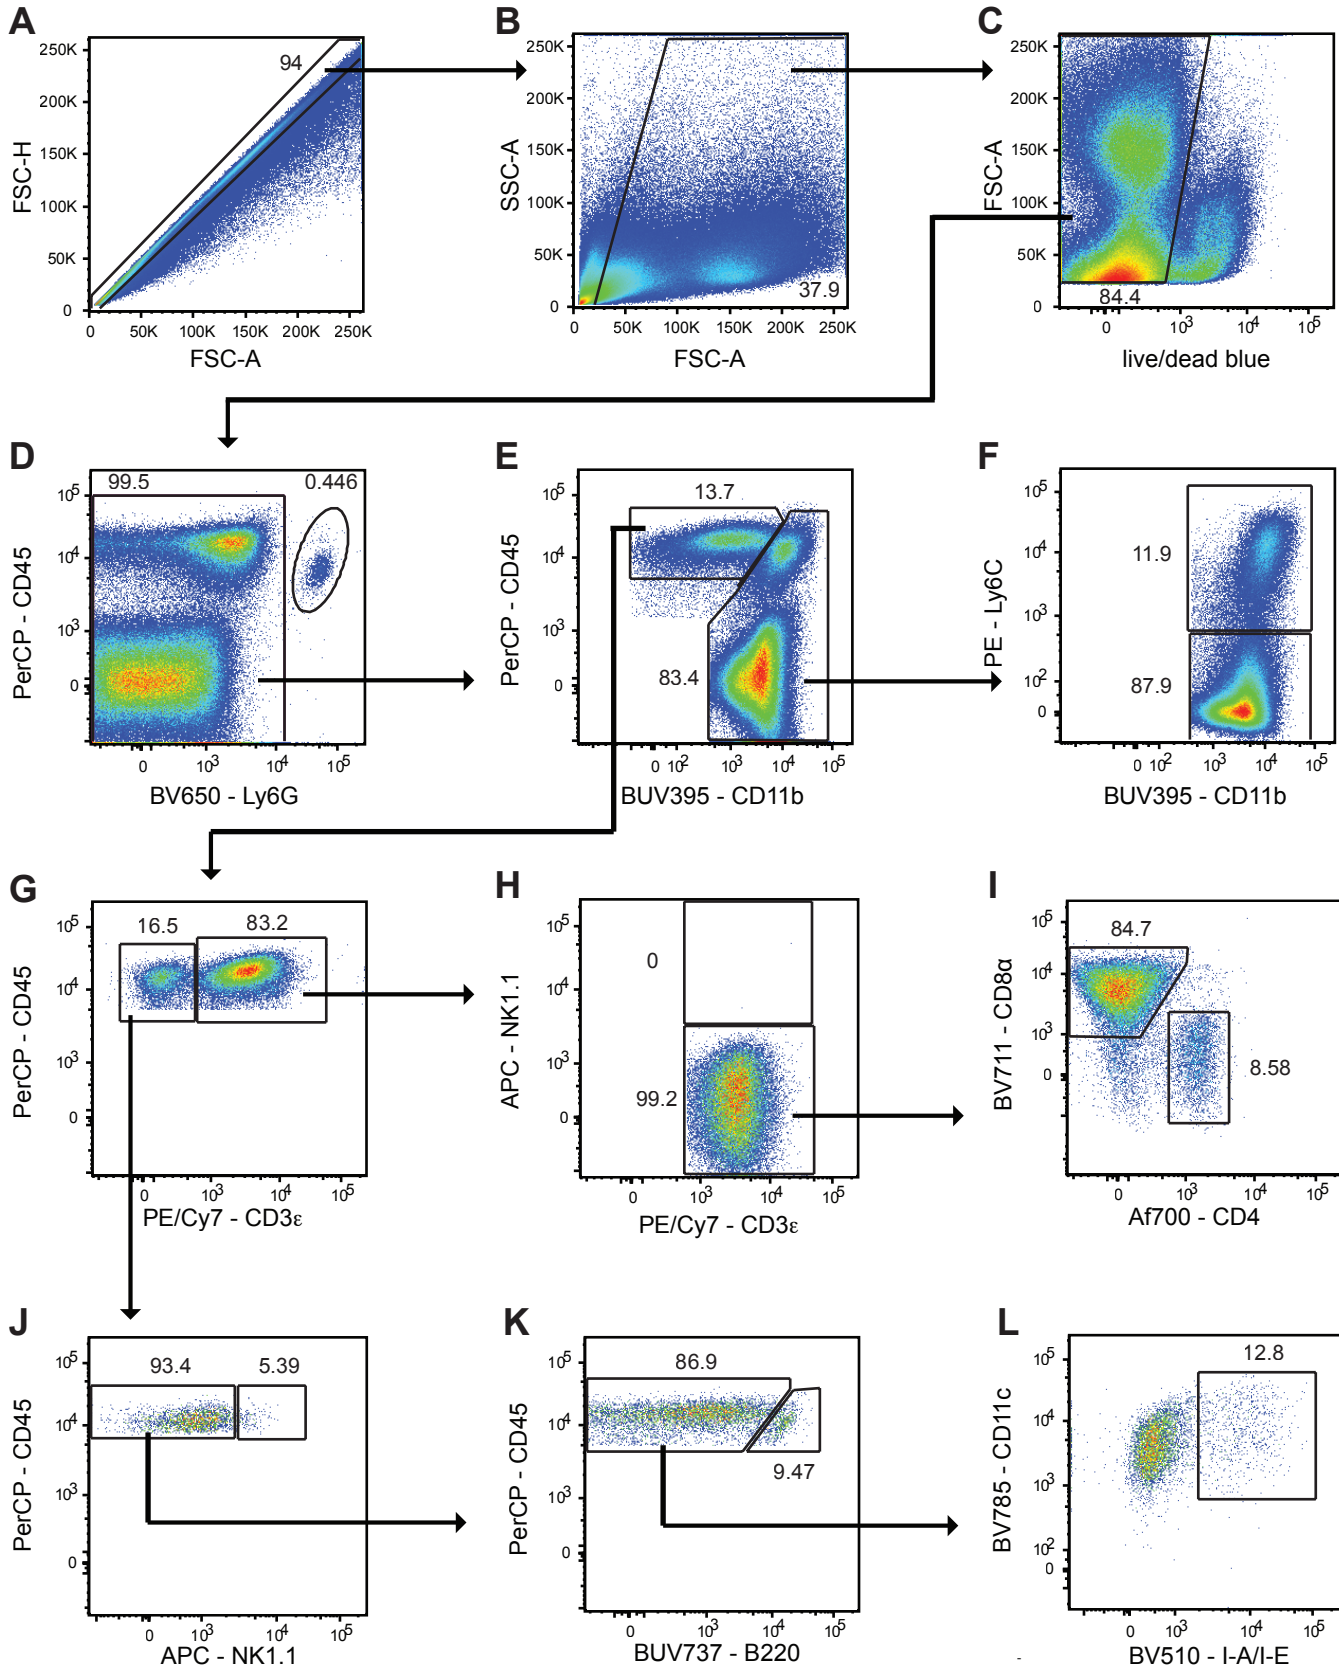 A
B
C
250K
200K
150K
100K
50K
0
FSC-H
94
0 50K 100K 150K 200K 250K
FSC-A
250K
200K
150K
100K
50K
0
SSC-A
37.9
0 50K 100K 150K 200K 250K
FSC-A
250K
200K
150K
100K
50K
0
FSC-A
84.4
0 10³ 10⁴ 10⁵
live/dead blue
D
E
F
99.5
0.446
10⁵
10⁴
10³
0
PerCP - CD45
0 10³ 10⁴ 10⁵
BV650 - Ly6G
13.7
83.4
10⁵
10⁴
10³
0
PerCP - CD45
0 10² 10³ 10⁴ 10⁵
BUV395 - CD11b
11.9
87.9
10⁵
10⁴
10³
10²
0
PE - Ly6C
0 10² 10³ 10⁴ 10⁵
BUV395 - CD11b
G
H
I
16.5
83.2
10⁵
10⁴
10³
0
PerCP - CD45
0 10³ 10⁴ 10⁵
PE/Cy7 - CD3ε
0
99.2
10⁵
10⁴
10³
0
APC - NK1.1
0 10³ 10⁴ 10⁵
PE/Cy7 - CD3ε
84.7
8.58
10⁵
10⁴
10³
0
BV711 - CD8α
0 10³ 10⁴ 10⁵
Af700 - CD4
J
K
L
93.4
5.39
10⁵
10⁴
10³
0
PerCP - CD45
0 10³ 10⁴ 10⁵
APC - NK1.1
86.9
9.47
10⁵
10⁴
10³
0
PerCP - CD45
0 10³ 10⁴ 10⁵
BUV737 - B220
12.8
10⁵
10⁴
10³
10²
0
BV785 - CD11c
0 10³ 10⁴ 10⁵
BV510 - I-A/I-E